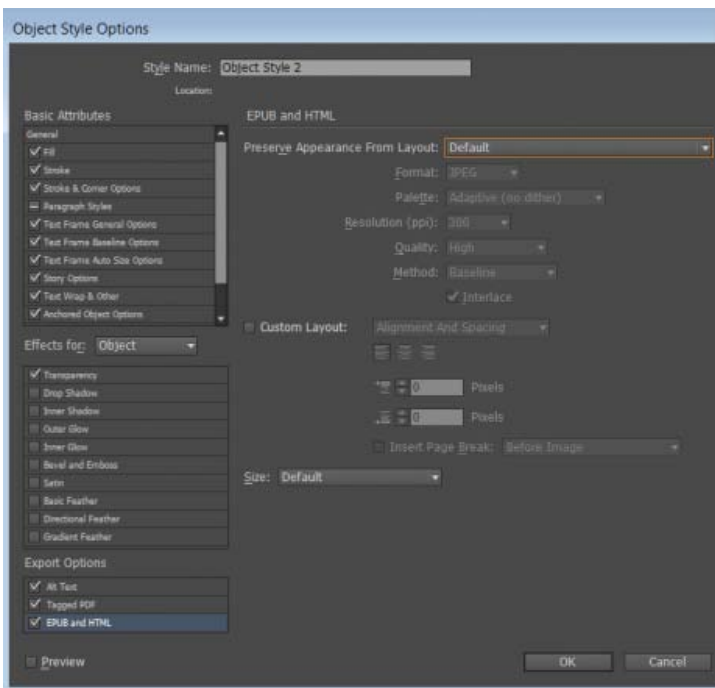 Object Style Options
Style Name: Object Style 2
Location:
Basic Attributes
General
Fill
Stroke
Stroke & Corner Options
Paragraph Styles
Text Frame General Options
Text Frame Baseline Options
Text Frame Auto Size Options
Story Options
Text Wrap & Other
Anchored Object Options
Effects for: Object
Transparency
Drop Shadow
Inner Shadow
Outer Glow
Inner Glow
Bevel and Emboss
Satin
Basic Feather
Directional Feather
Gradient Feather
Export Options
Alt Text
Tagged PDF
EPUB and HTML
Preview
EPUB and HTML
Preserve Appearance From Layout: Default
Format: JPEG
Palette: Adaptive (no dither)
Resolution (ppi): 300
Quality: High
Method: Baseline
Interlace
Custom Layout: Alignment And Spacing
0 Pixels
0 Pixels
Insert Page Break: Before Image
Size: Default
OK Cancel